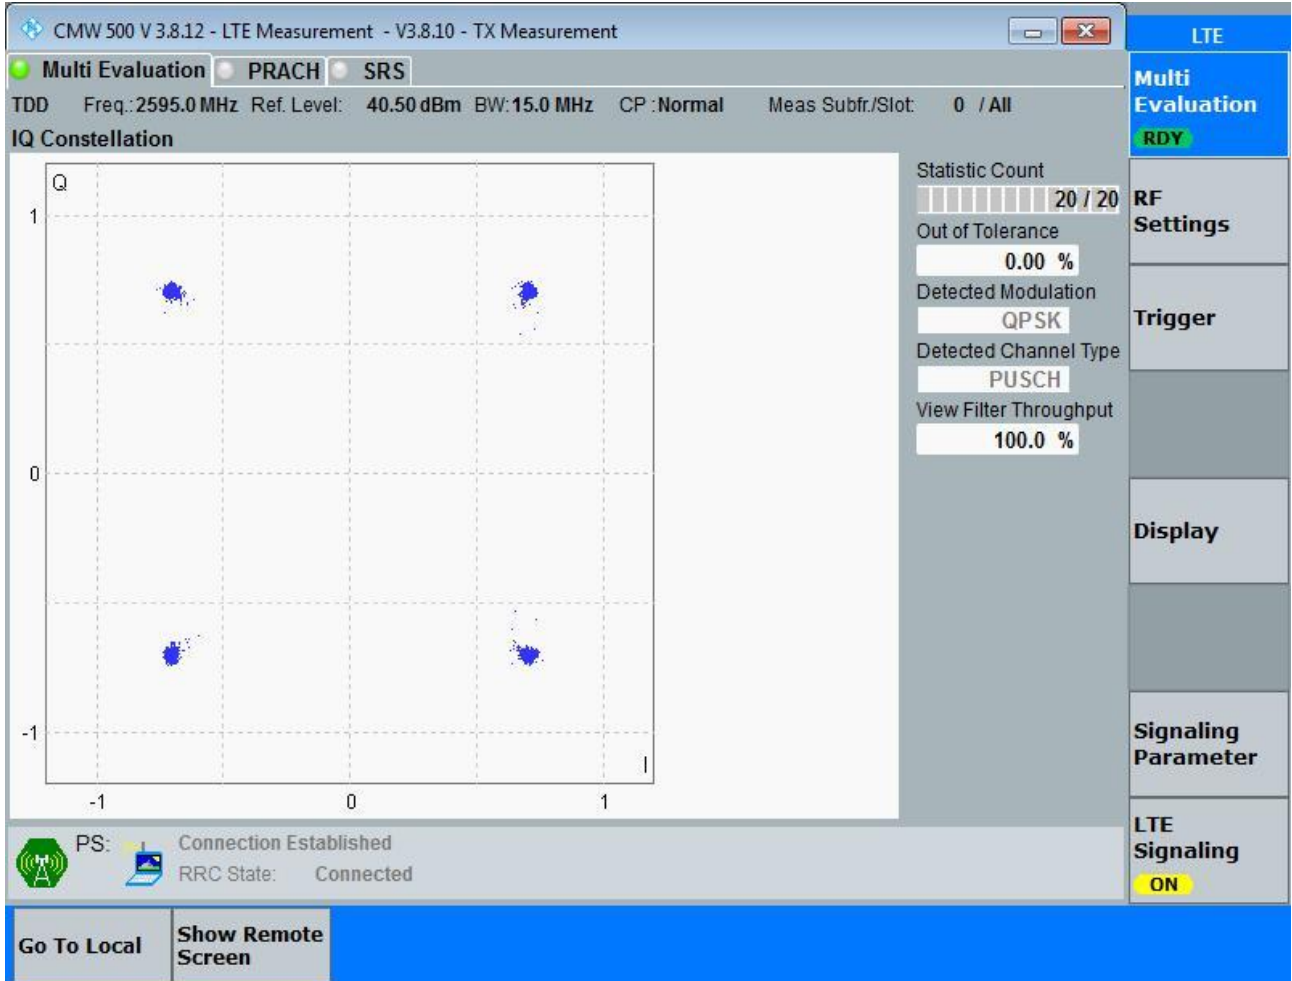 CMW 500 V 3.8.12 - LTE Measurement - V3.8.10 - TX Measurement
LTE
Multi Evaluation PRACH SRS
TDD Freq.: 2595.0 MHz Ref. Level: 40.50 dBm BW: 15.0 MHz CP : Normal Meas Subfr./Slot: 0 / All
IQ Constellation
Q
1
0
-1
-1 0 1
I
Statistic Count
20 / 20
Out of Tolerance
0.00 %
Detected Modulation
QPSK
Detected Channel Type
PUSCH
View Filter Throughput
100.0 %
Multi
Evaluation
RDY
RF
Settings
Trigger
Display
Signaling
Parameter
LTE
Signaling
ON
PS: Connection Established
RRC State: Connected
Go To Local
Show Remote
Screen